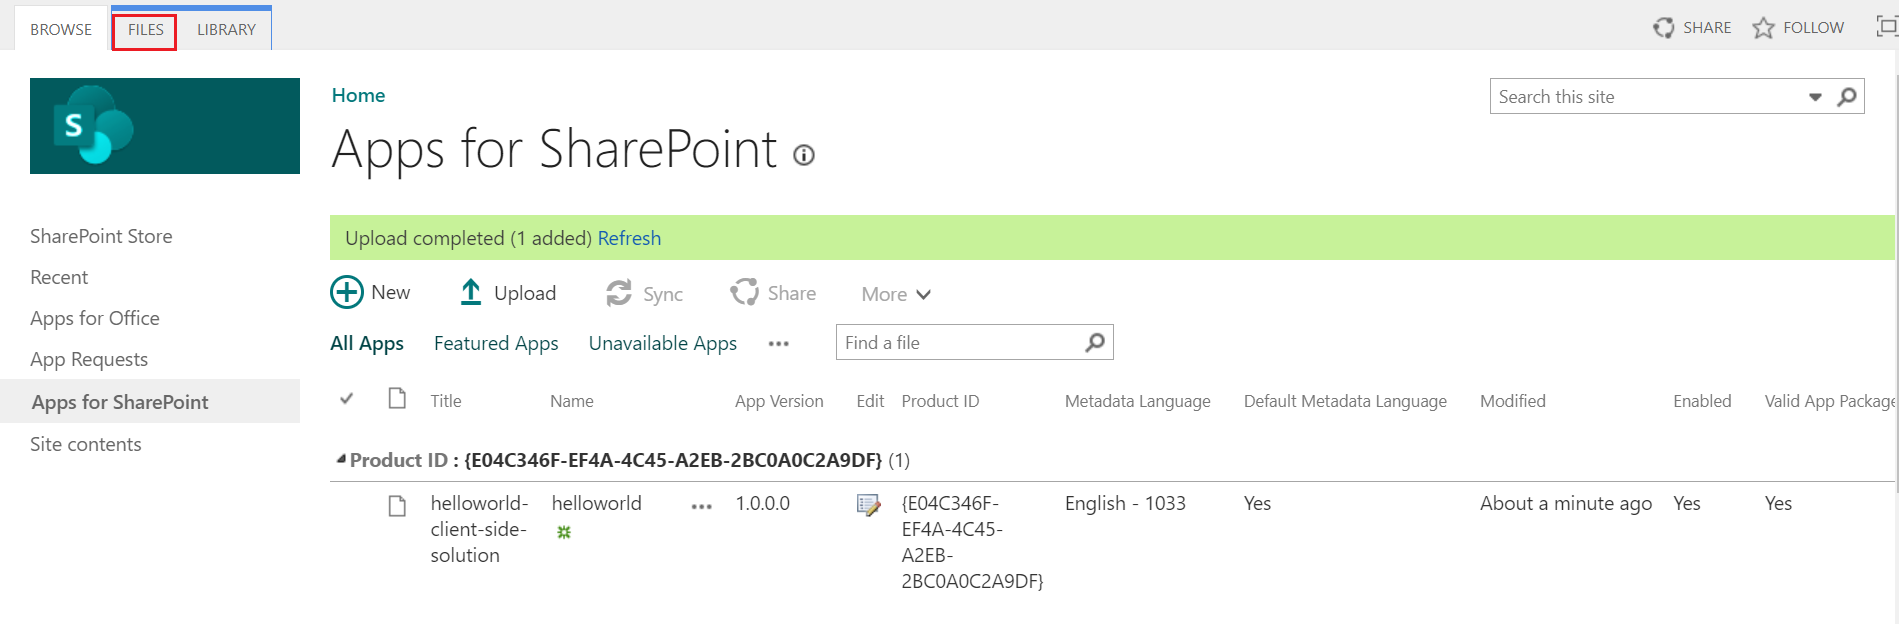 BROWSE FILES LIBRARY SHARE FOLLOW
S
Home
Search this site
Apps for SharePoint
SharePoint Store
Recent
Apps for Office
App Requests
Apps for SharePoint
Site contents
Upload completed (1 added) Refresh
New Upload Sync Share More
All Apps Featured Apps Unavailable Apps ••• Find a file
Title Name App Version Edit Product ID Metadata Language Default Metadata Language Modified Enabled Valid App Package
Product ID : {E04C346F-EF4A-4C45-A2EB-2BC0A0C2A9DF} (1)
helloworld- helloworld ••• 1.0.0.0 {E04C346F- English - 1033 Yes About a minute ago Yes Yes
client-side- EF4A-4C45-
solution A2EB-
2BC0A0C2A9DF}